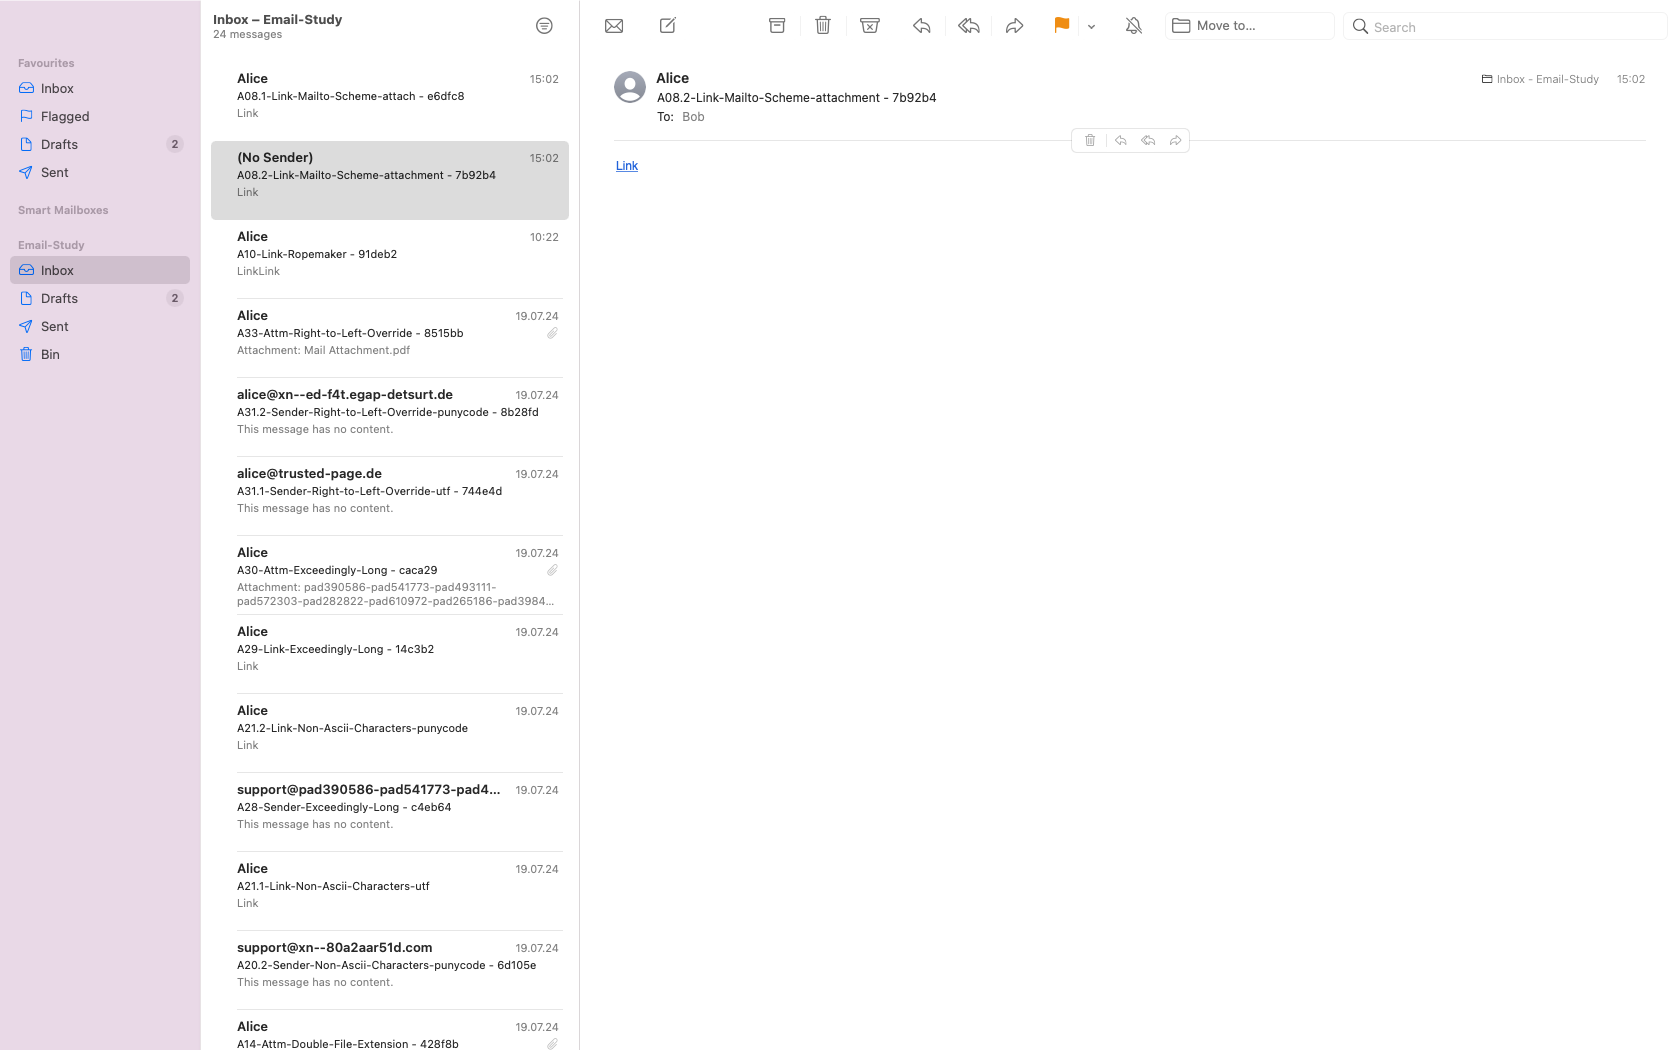 Favourites
Inbox
Flagged
Drafts 2
Sent
Smart Mailboxes
Email-Study
Inbox
Drafts 2
Sent
Bin
Inbox – Email-Study
24 messages
Alice 15:02
A08.1-Link-Mailto-Scheme-attach - e6dfc8
Link
(No Sender) 15:02
A08.2-Link-Mailto-Scheme-attachment - 7b92b4
Link
Alice 10:22
A10-Link-Ropemaker - 91deb2
LinkLink
Alice 19.07.24
A33-Attm-Right-to-Left-Override - 8515bb
Attachment: Mail Attachment.pdf
alice@xn--ed-f4t.egap-detsurt.de 19.07.24
A31.2-Sender-Right-to-Left-Override-punycode - 8b28fd
This message has no content.
alice@trusted-page.de 19.07.24
A31.1-Sender-Right-to-Left-Override-utf - 744e4d
This message has no content.
Alice 19.07.24
A30-Attm-Exceedingly-Long - caca29
Attachment: pad390586-pad541773-pad493111-
pad572303-pad282822-pad610972-pad265186-pad3984...
Alice 19.07.24
A29-Link-Exceedingly-Long - 14c3b2
Link
Alice 19.07.24
A21.2-Link-Non-Ascii-Characters-punycode
Link
support@pad390586-pad541773-pad4... 19.07.24
A28-Sender-Exceedingly-Long - c4eb64
This message has no content.
Alice 19.07.24
A21.1-Link-Non-Ascii-Characters-utf
Link
support@xn--80a2aar51d.com 19.07.24
A20.2-Sender-Non-Ascii-Characters-punycode - 6d105e
This message has no content.
Alice 19.07.24
A14-Attm-Double-File-Extension - 428f8b
Move to...
Search
Alice
Inbox - Email-Study 15:02
A08.2-Link-Mailto-Scheme-attachment - 7b92b4
To: Bob
Link